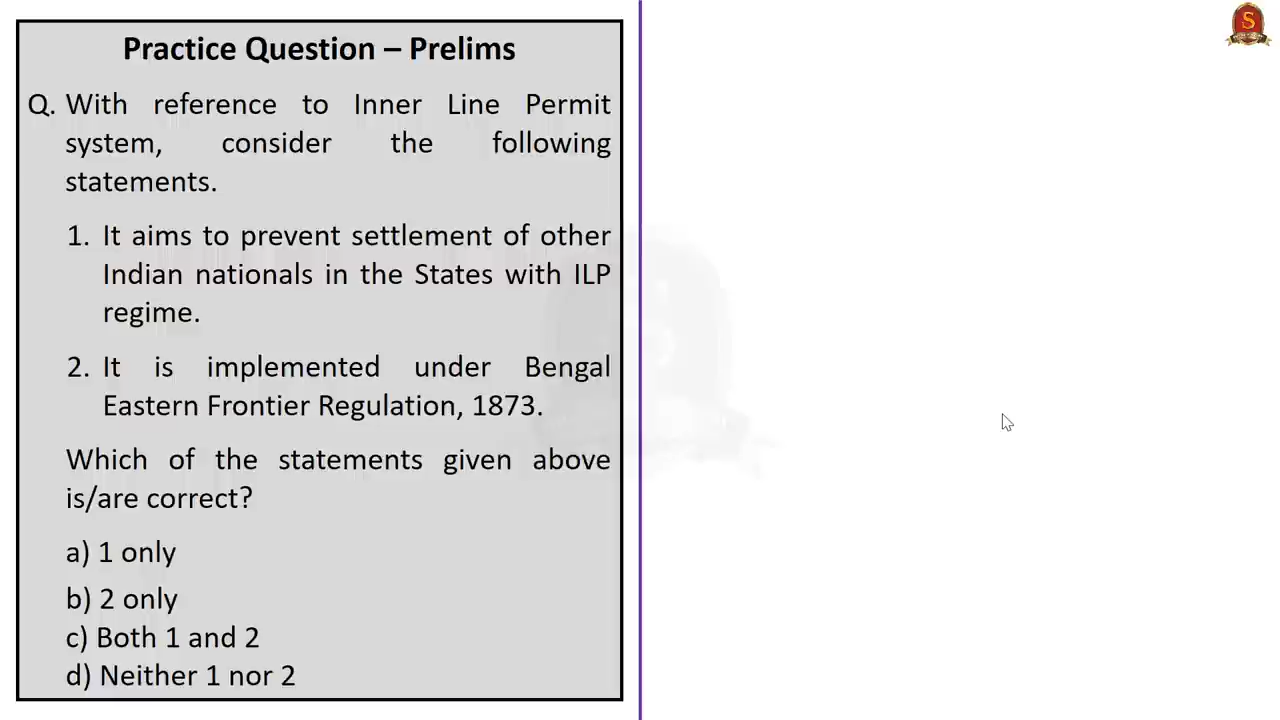 Practice Question – Prelims
Q. With reference to Inner Line Permit
system, consider the following
statements.
1. It aims to prevent settlement of other
Indian nationals in the States with ILP
regime.
2. It is implemented under Bengal
Eastern Frontier Regulation, 1873.
Which of the statements given above
is/are correct?
a) 1 only
b) 2 only
c) Both 1 and 2
d) Neither 1 nor 2
S